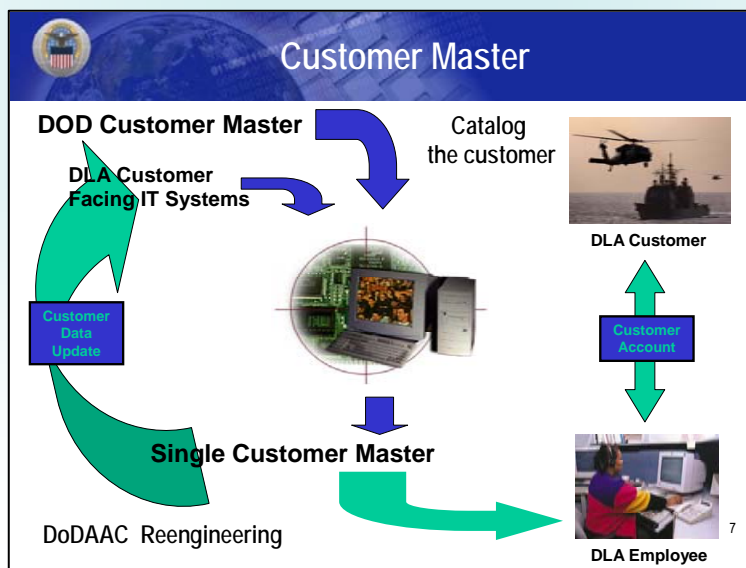 Customer Master
DOD Customer Master
Catalog
the customer
DLA Customer
Facing IT Systems
DLA Customer
Customer
Data
Update
Customer
Account
Single Customer Master
DoDAAC Reengineering
DLA Employee
7